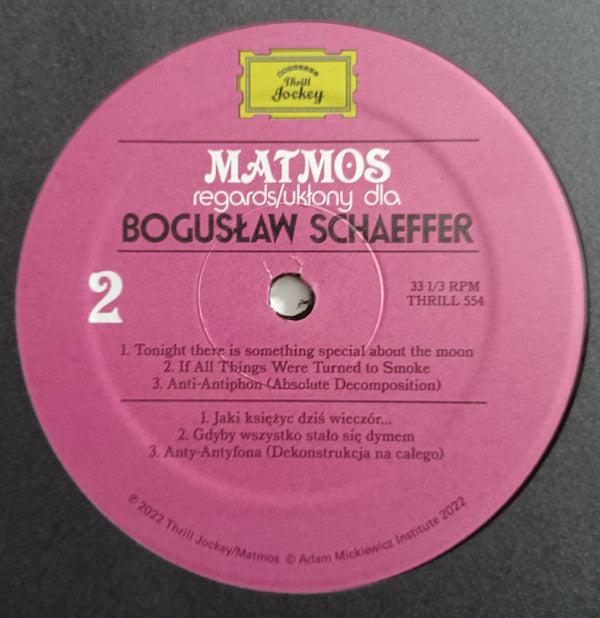 Thrill
Jockey
MATMOS
regards/ukłony dla
BOGUSŁAW SCHAEFFER
2
33 1/3 RPM
THRILL 554
1. Tonight there is something special about the moon
2. If All Things Were Turned to Smoke
3. Anti-Antiphon (Absolute Decomposition)
1. Jaki księżyc dziś wieczór...
2. Gdyby wszystko stało się dymem
3. Anty-Antyfona (Dekonstrukcja na całego)
℗ 2022 Thrill Jockey/Matmos © Adam Mickiewicz Institute 2022